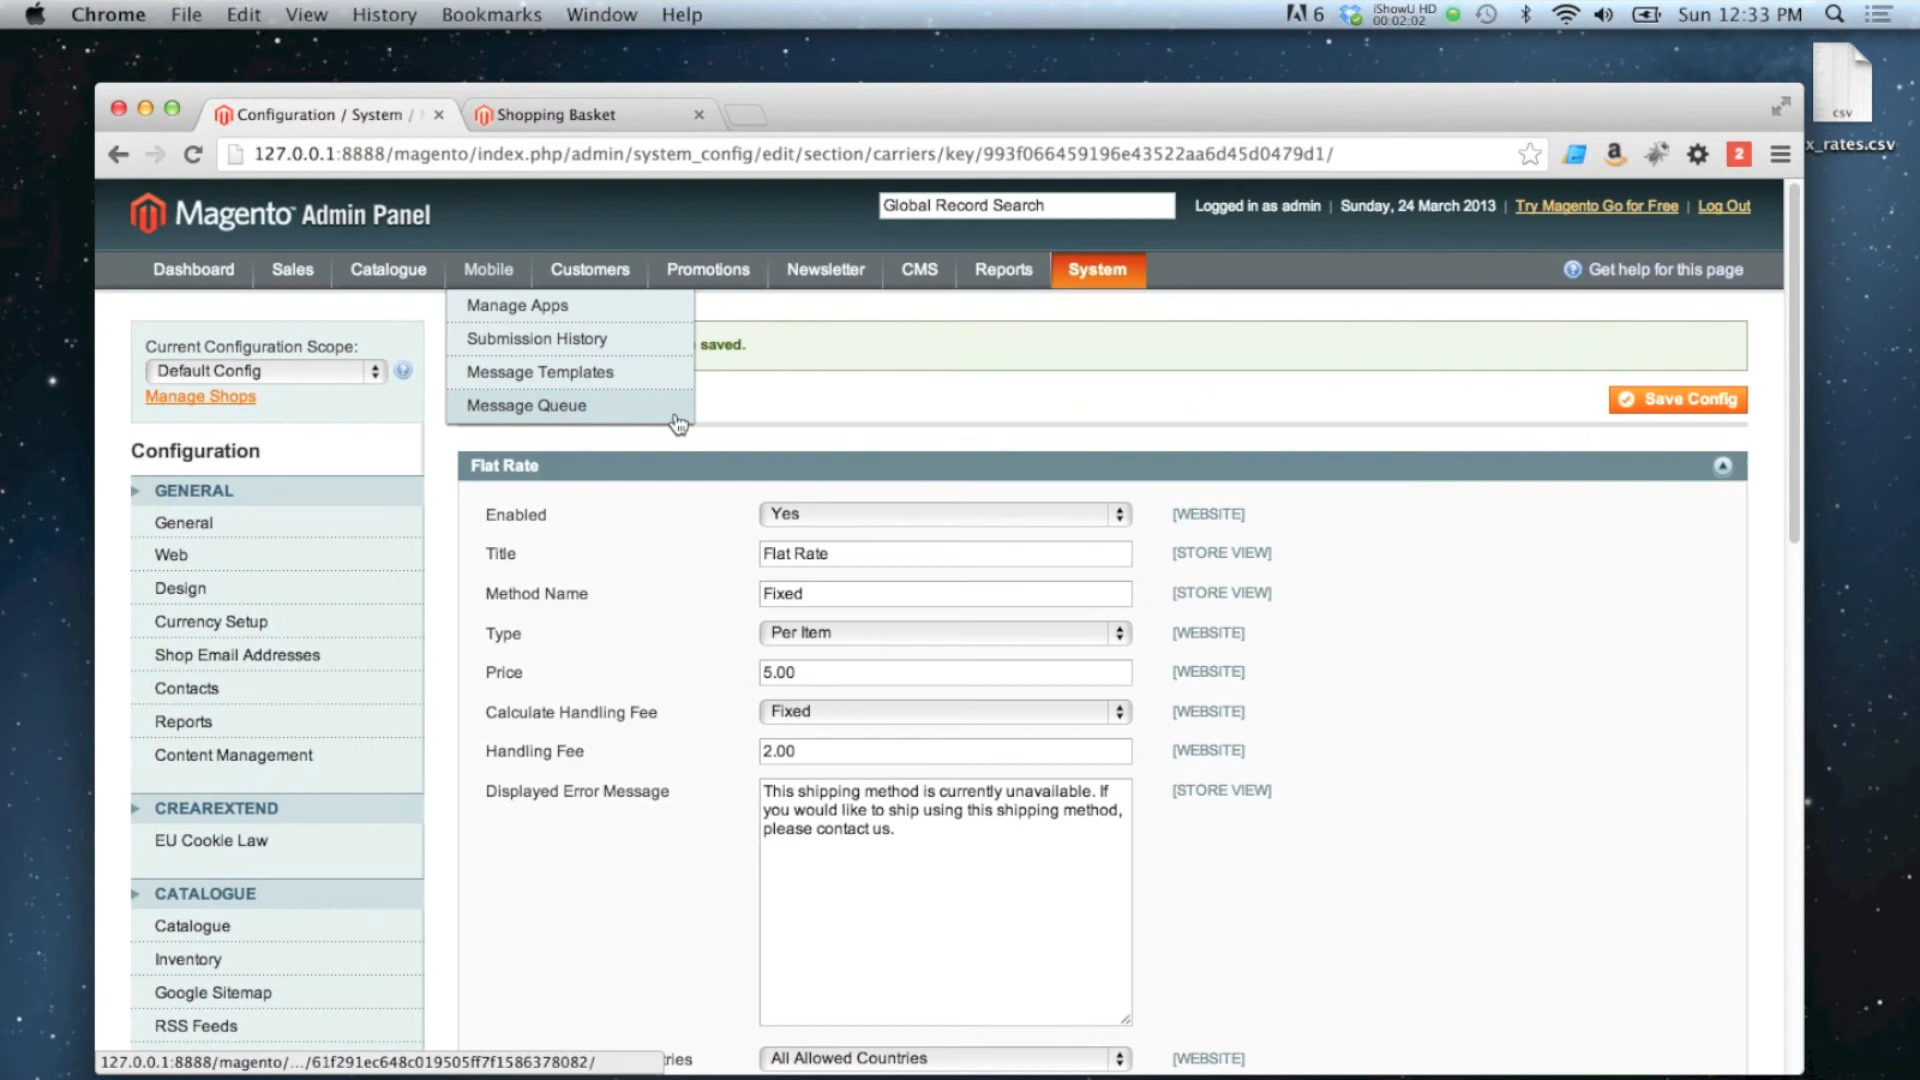 Chrome File Edit View History Bookmarks Window Help 6 iShowU HD 00:02:02 Sun 12:33 PM
csv
x_rates.csv
Configuration / System / Shopping Basket
127.0.0.1:8888/magento/index.php/admin/system_config/edit/section/carriers/key/993f066459196e43522aa6d45d0479d1/ a 2
Magento Admin Panel Global Record Search Logged in as admin | Sunday, 24 March 2013 | Try Magento Go for Free | Log Out
Dashboard Sales Catalogue Mobile Customers Promotions Newsletter CMS Reports System Get help for this page
Manage Apps
Submission History
Message Templates
Message Queue
saved.
Current Configuration Scope:
Default Config
Manage Shops
Save Config
Configuration
GENERAL
General
Web
Design
Currency Setup
Shop Email Addresses
Contacts
Reports
Content Management
CREAREXTEND
EU Cookie Law
CATALOGUE
Catalogue
Inventory
Google Sitemap
RSS Feeds
Flat Rate
Enabled Yes [WEBSITE]
Title Flat Rate [STORE VIEW]
Method Name Fixed [STORE VIEW]
Type Per Item [WEBSITE]
Price 5.00 [WEBSITE]
Calculate Handling Fee Fixed [WEBSITE]
Handling Fee 2.00 [WEBSITE]
Displayed Error Message This shipping method is currently unavailable. If [STORE VIEW]
you would like to ship using this shipping method,
please contact us.
ries All Allowed Countries [WEBSITE]
127.0.0.1:8888/magento/.../61f291ec648c019505ff7f1586378082/